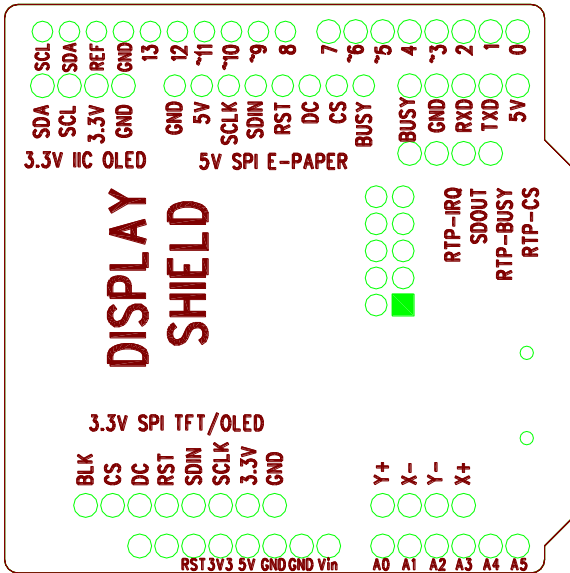 SCL SDA REF GND 13 12 ~11 ~10 ~9 8 7 ~6 ~5 4 ~3 2 1 0
SDA SCL 3.3V GND GND 5V SCLK SDIN RST DC CS BUSY BUSY GND RXD TXD 5V
3.3V IIC OLED 5V SPI E-PAPER
RTP-IRQ
SDOUT
RTP-BUSY
RTP-CS
DISPLAY
SHIELD
3.3V SPI TFT/OLED
BLK CS DC RST SDIN SCLK 3.3V GND Y+ X- Y- X+
RST 3V3 5V GND GND Vin A0 A1 A2 A3 A4 A5